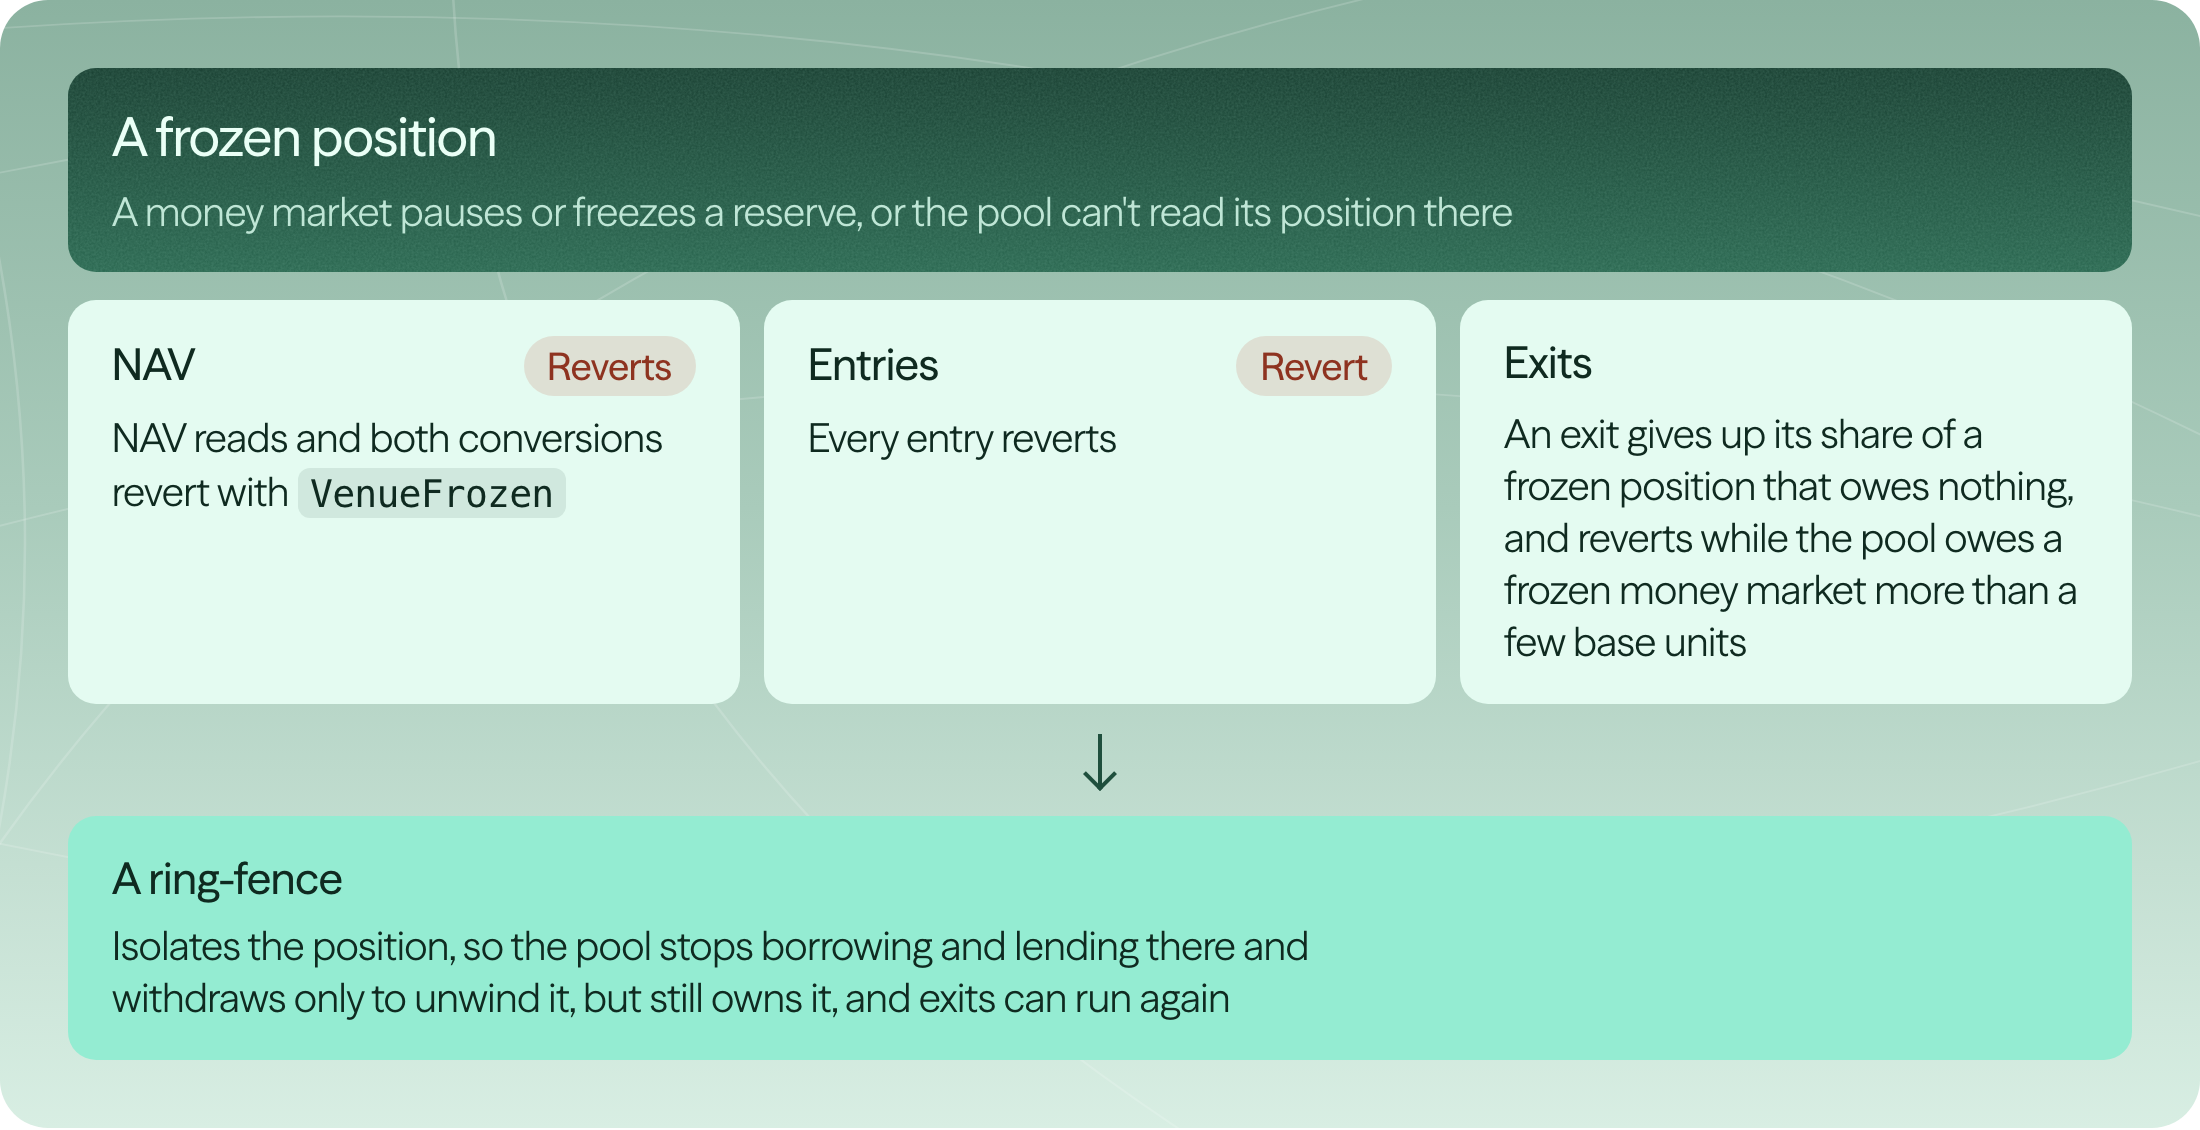 A frozen position
A money market pauses or freezes a reserve, or the pool can't read its position there
NAV
Reverts
NAV reads and both conversions
revert with VenueFrozen
Entries
Revert
Every entry reverts
Exits
An exit gives up its share of a
frozen position that owes nothing,
and reverts while the pool owes a
frozen money market more than a
few base units
A ring-fence
Isolates the position, so the pool stops borrowing and lending there and
withdraws only to unwind it, but still owns it, and exits can run again